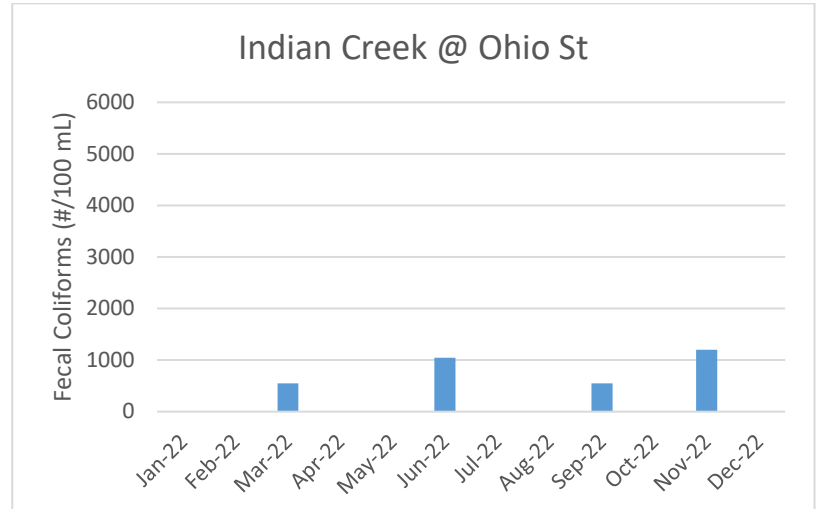 Indian Creek @ Ohio St
Fecal Coliforms (#/100 mL)
6000
5000
4000
3000
2000
1000
0
Jan-22
Feb-22
Mar-22
Apr-22
May-22
Jun-22
Jul-22
Aug-22
Sep-22
Oct-22
Nov-22
Dec-22